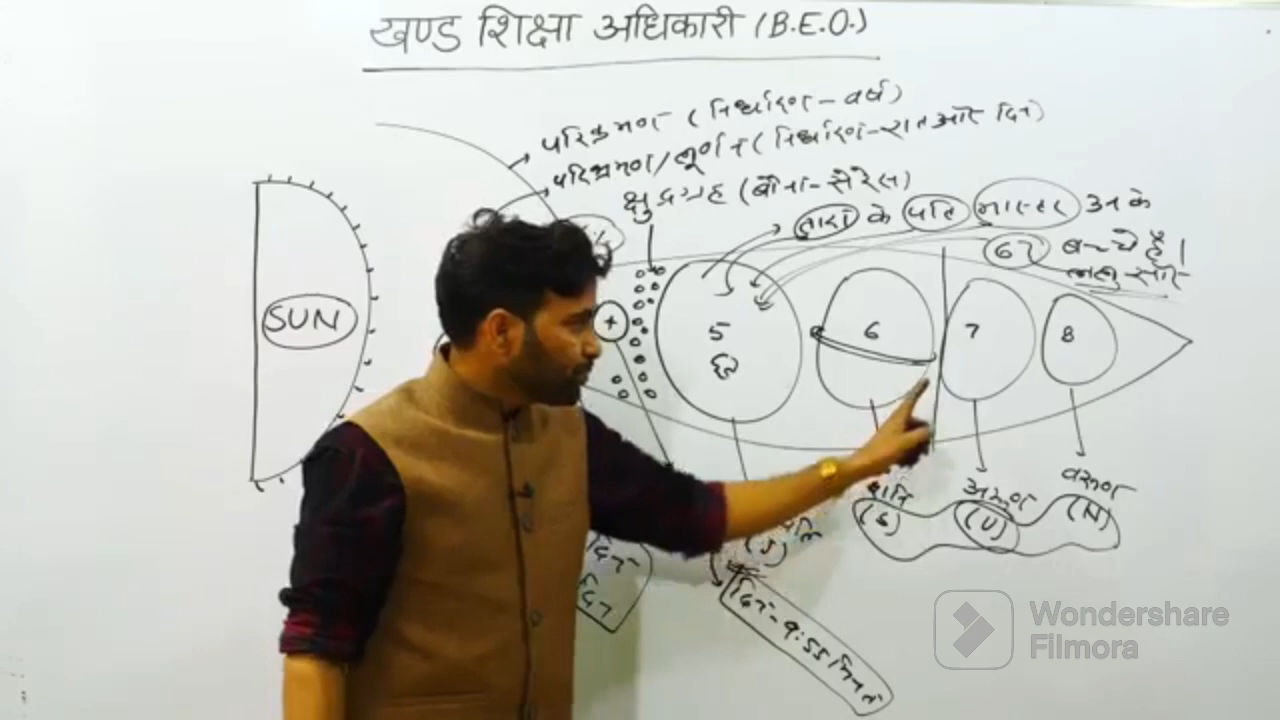 खण्ड शिक्षा अधिकारी (B.E.O.)
परिक्रमण (निर्धारण - वर्ष)
परिभ्रमण/घूर्णन (निर्धारण - रात और दिन)
क्षुद्रग्रह (बौना - सैरेस)
तारा के पति मास्टर उनके
67 बच्चे हैं।
SUN
5
6
7
8
शनि
(S)
अरुण
(U)
वरुण
(N)
(J)
दिन
दिन - 9:55 मिनट
Wondershare
Filmora